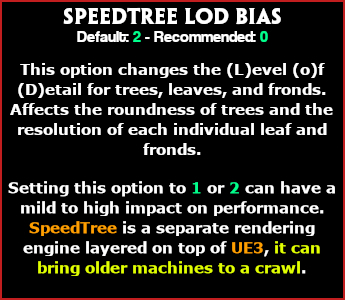 SPEEDTREE LOD BIAS
Default: 2 - Recommended: 0
This option changes the (L)evel (o)f
(D)etail for trees, leaves, and fronds.
Affects the roundness of trees and the
resolution of each individual leaf and
fronds.
Setting this option to 1 or 2 can have a
mild to high impact on performance.
SpeedTree is a separate rendering
engine layered on top of UE3, it can
bring older machines to a crawl.